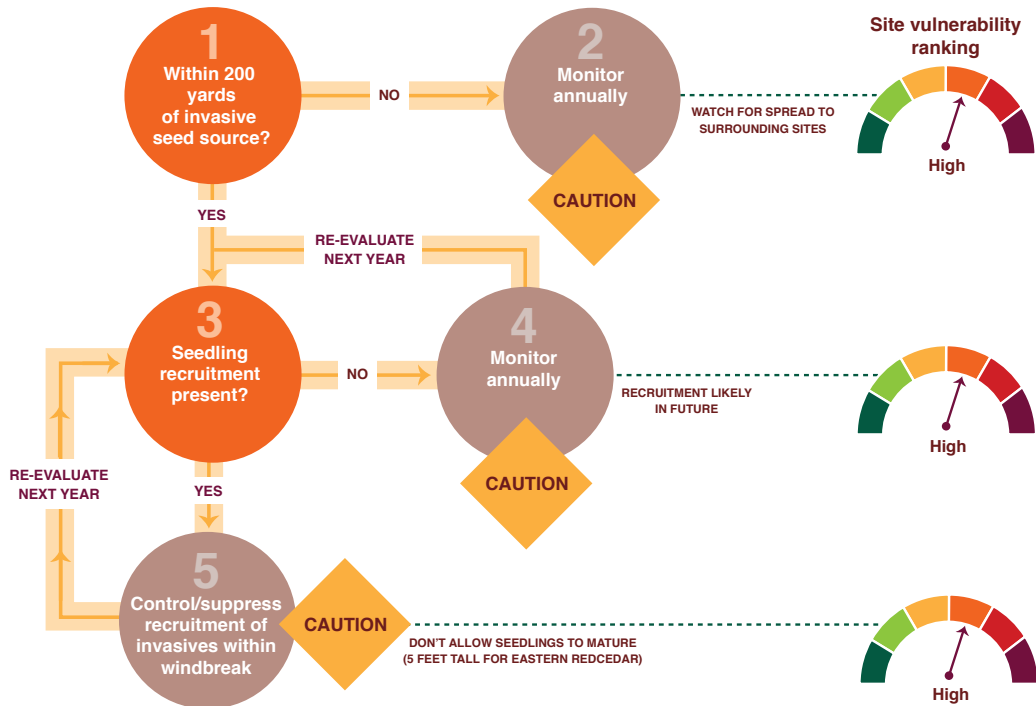 1
Within 200
yards
of invasive
seed source?
NO
2
Monitor
annually
CAUTION
WATCH FOR SPREAD TO
SURROUNDING SITES
Site vulnerability
ranking
High
YES
RE-EVALUATE
NEXT YEAR
3
Seedling
recruitment
present?
NO
4
Monitor
annually
CAUTION
RECRUITMENT LIKELY
IN FUTURE
High
RE-EVALUATE
NEXT YEAR
YES
5
Control/suppress
recruitment of
invasives within
windbreak
CAUTION
DON'T ALLOW SEEDLINGS TO MATURE
(5 FEET TALL FOR EASTERN REDCEDAR)
High